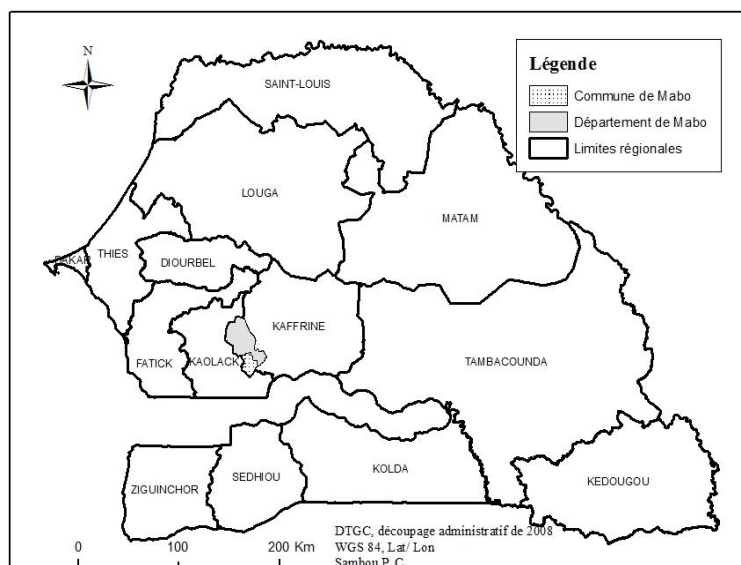 N
Légende
Commune de Mabo
Département de Mabo
Limites régionales
SAINT-LOUIS
LOUGA
MATAM
DAKAR
THIES
DIOURBEL
KAFFRINE
FATICK
KAOLACK
TAMBACOUNDA
ZIGUINCHOR
SEDHIOU
KOLDA
KEDOUGOU
DTGC, découpage administratif de 2008
WGS 84, Lat/ Lon
Sambou P. C
0 100 200 Km